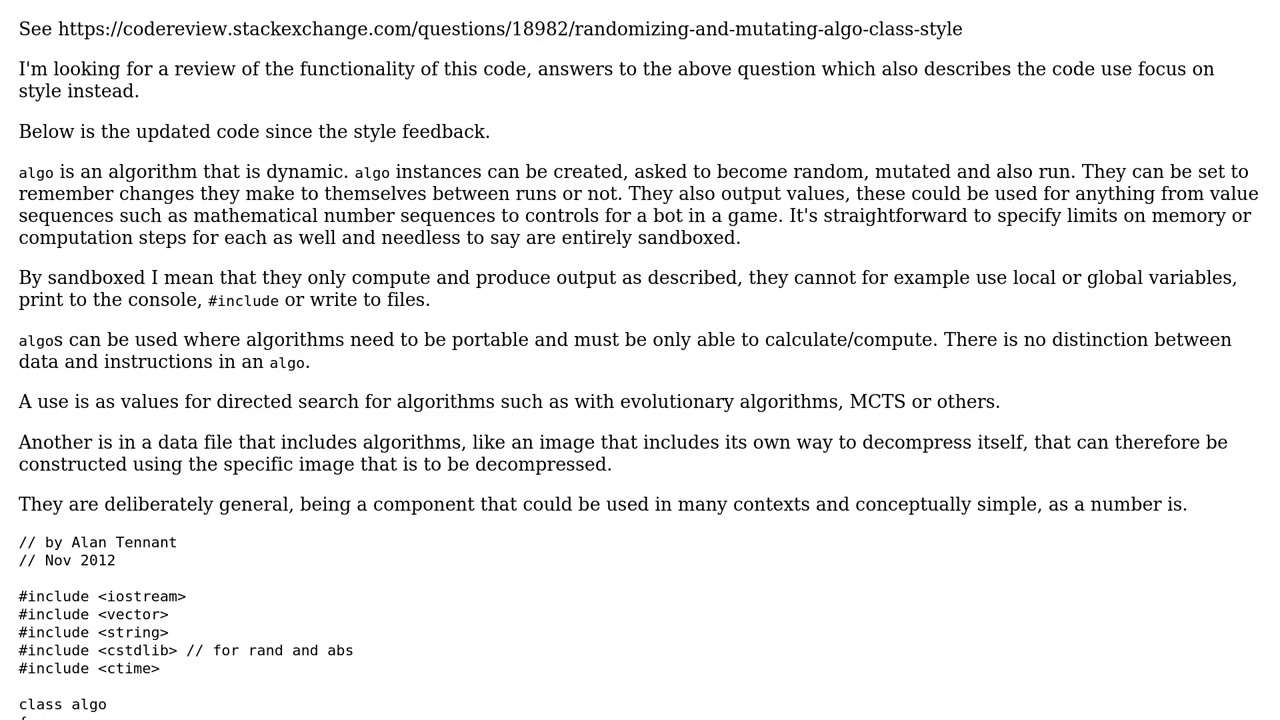 See https://codereview.stackexchange.com/questions/18982/randomizing-and-mutating-algo-class-style
I'm looking for a review of the functionality of this code, answers to the above question which also describes the code use focus on
style instead.
Below is the updated code since the style feedback.
algo is an algorithm that is dynamic. algo instances can be created, asked to become random, mutated and also run. They can be set to
remember changes they make to themselves between runs or not. They also output values, these could be used for anything from value
sequences such as mathematical number sequences to controls for a bot in a game. It's straightforward to specify limits on memory or
computation steps for each as well and needless to say are entirely sandboxed.
By sandboxed I mean that they only compute and produce output as described, they cannot for example use local or global variables,
print to the console, #include or write to files.
algos can be used where algorithms need to be portable and must be only able to calculate/compute. There is no distinction between
data and instructions in an algo.
A use is as values for directed search for algorithms such as with evolutionary algorithms, MCTS or others.
Another is in a data file that includes algorithms, like an image that includes its own way to decompress itself, that can therefore be
constructed using the specific image that is to be decompressed.
They are deliberately general, being a component that could be used in many contexts and conceptually simple, as a number is.
// by Alan Tennant
// Nov 2012
#include <iostream>
#include <vector>
#include <string>
#include <cstdlib> // for rand and abs
#include <ctime>
class algo